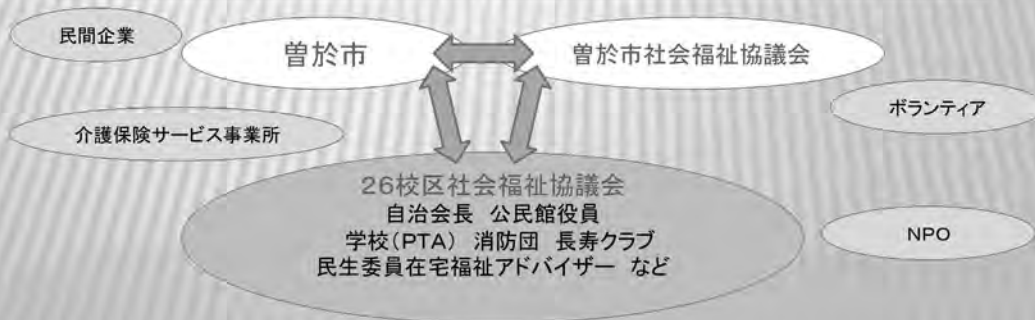 民間企業
曽於市
曽於市社会福祉協議会
ボランティア
介護保険サービス事業所
26校区社会福祉協議会
自治会長 公民館役員
学校(PTA) 消防団 長寿クラブ
民生委員在宅福祉アドバイザー など
NPO